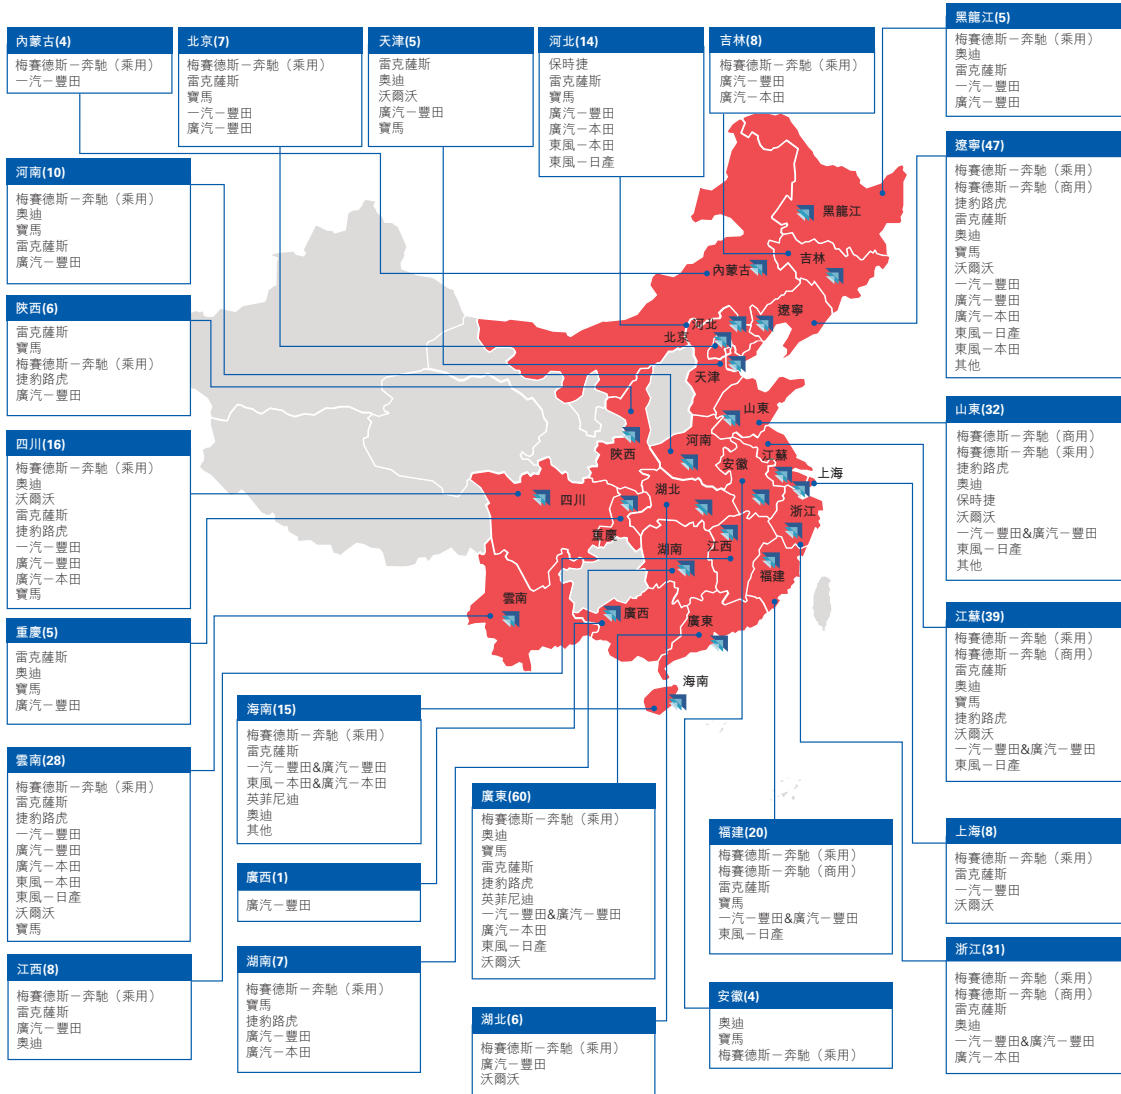 內蒙古(4)
梅賽德斯－奔馳（乘用）
一汽－豐田
北京(7)
梅賽德斯－奔馳（乘用）
雷克薩斯
寶馬
一汽－豐田
廣汽－豐田
天津(5)
雷克薩斯
奧迪
沃爾沃
廣汽－豐田
寶馬
河北(14)
保時捷
雷克薩斯
寶馬
廣汽－豐田
廣汽－本田
東風－本田
東風－日產
吉林(8)
梅賽德斯－奔馳（乘用）
廣汽－豐田
廣汽－本田
黑龍江(5)
梅賽德斯－奔馳（乘用）
奧迪
雷克薩斯
一汽－豐田
廣汽－豐田
河南(10)
梅賽德斯－奔馳（乘用）
奧迪
寶馬
雷克薩斯
廣汽－豐田
遼寧(47)
梅賽德斯－奔馳（乘用）
梅賽德斯－奔馳（商用）
捷豹路虎
雷克薩斯
奧迪
寶馬
沃爾沃
一汽－豐田
廣汽－豐田
廣汽－本田
東風－日產
東風－本田
其他
陝西(6)
雷克薩斯
寶馬
梅賽德斯－奔馳（乘用）
捷豹路虎
廣汽－豐田
山東(32)
梅賽德斯－奔馳（商用）
梅賽德斯－奔馳（乘用）
捷豹路虎
奧迪
保時捷
沃爾沃
一汽－豐田&廣汽－豐田
東風－日產
其他
四川(16)
梅賽德斯－奔馳（乘用）
奧迪
沃爾沃
雷克薩斯
捷豹路虎
一汽－豐田
廣汽－豐田
廣汽－本田
寶馬
黑龍江
內蒙古
吉林
遼寧
河北
北京
天津
山東
河南
陝西
江蘇
安徽
上海
湖北
四川
浙江
重慶
湖南
江西
福建
雲南
廣西
廣東
海南
重慶(5)
雷克薩斯
奧迪
寶馬
廣汽－豐田
江蘇(39)
梅賽德斯－奔馳（乘用）
梅賽德斯－奔馳（商用）
雷克薩斯
奧迪
寶馬
捷豹路虎
沃爾沃
一汽－豐田&廣汽－豐田
東風－日產
雲南(28)
梅賽德斯－奔馳（乘用）
雷克薩斯
捷豹路虎
一汽－豐田
廣汽－豐田
廣汽－本田
東風－本田
東風－日產
沃爾沃
寶馬
海南(15)
梅賽德斯－奔馳（乘用）
雷克薩斯
一汽－豐田&廣汽－豐田
東風－本田&廣汽－本田
英菲尼迪
奧迪
其他
廣東(60)
梅賽德斯－奔馳（乘用）
奧迪
寶馬
雷克薩斯
捷豹路虎
英菲尼迪
一汽－豐田&廣汽－豐田
廣汽－本田
東風－日產
沃爾沃
福建(20)
梅賽德斯－奔馳（乘用）
梅賽德斯－奔馳（商用）
雷克薩斯
寶馬
一汽－豐田&廣汽－豐田
東風－日產
上海(8)
梅賽德斯－奔馳（乘用）
雷克薩斯
一汽－豐田
沃爾沃
廣西(1)
廣汽－豐田
江西(8)
梅賽德斯－奔馳（乘用）
雷克薩斯
廣汽－豐田
奧迪
湖南(7)
梅賽德斯－奔馳（乘用）
寶馬
捷豹路虎
廣汽－豐田
廣汽－本田
湖北(6)
梅賽德斯－奔馳（乘用）
廣汽－豐田
沃爾沃
安徽(4)
奧迪
寶馬
梅賽德斯－奔馳（乘用）
浙江(31)
梅賽德斯－奔馳（乘用）
梅賽德斯－奔馳（商用）
雷克薩斯
奧迪
一汽－豐田&廣汽－豐田
廣汽－本田